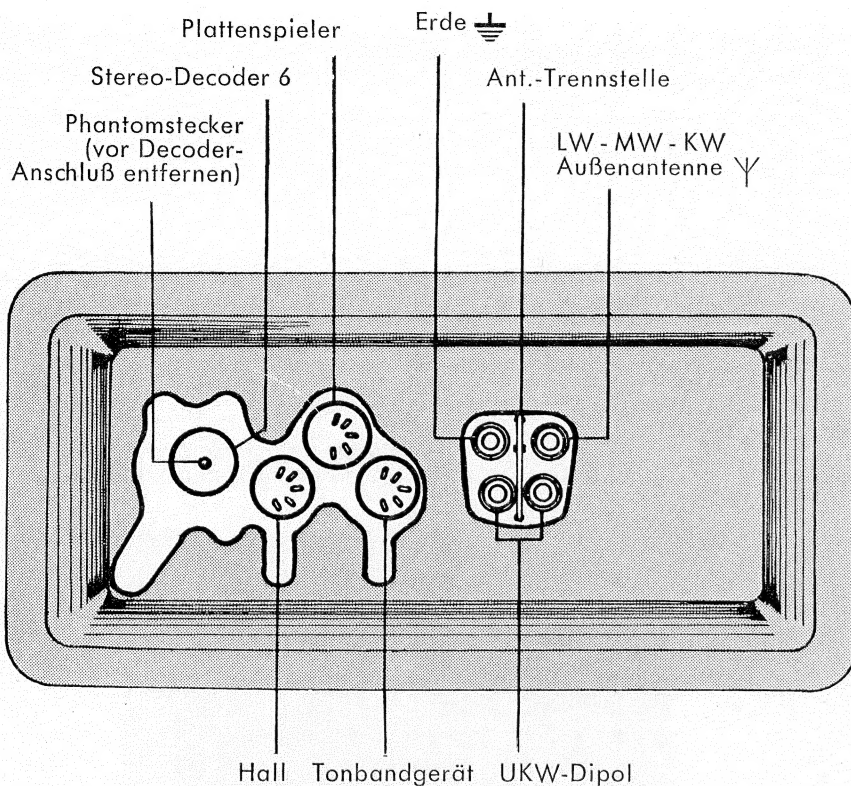 Plattenspieler
Erde
Stereo-Decoder 6
Ant.-Trennstelle
Phantomstecker
(vor Decoder-
Anschluß entfernen)
LW - MW - KW
Außenantenne
Hall
Tonbandgerät
UKW-Dipol